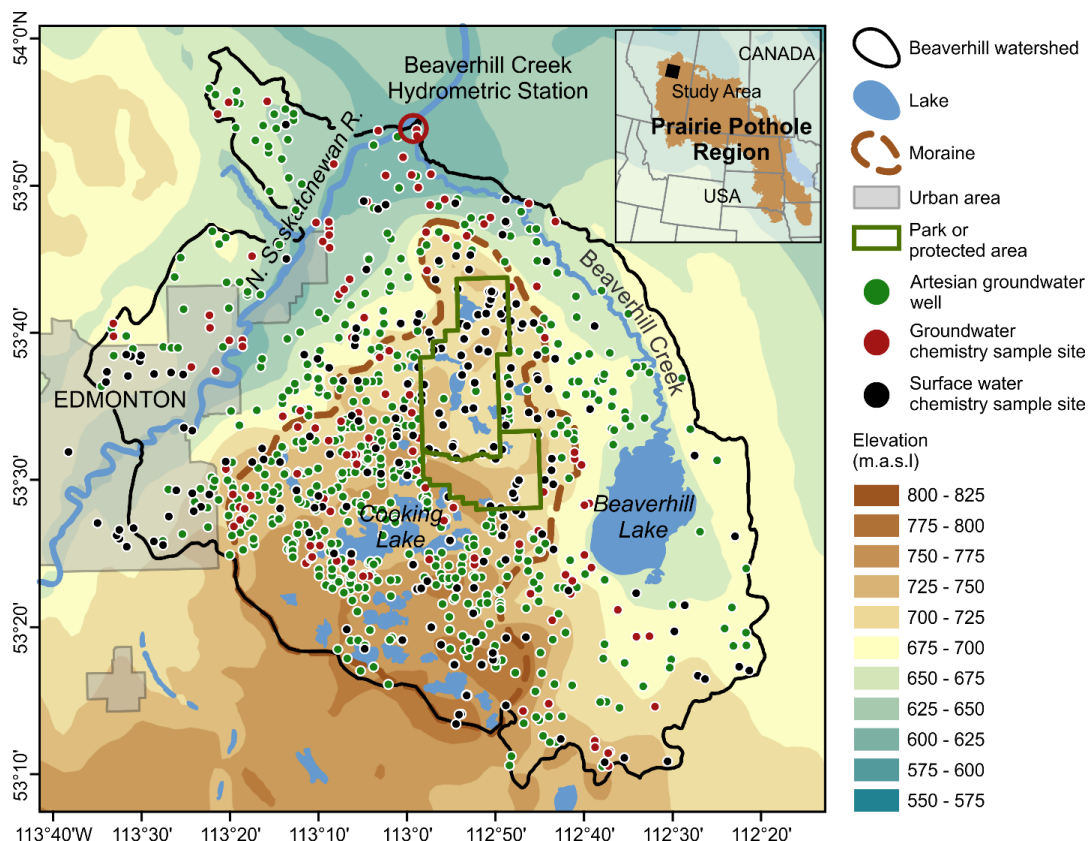 54°0'N
53°50'
53°40'
53°30'
53°20'
53°10'
113°40'W
113°30'
113°20'
113°10'
113°0'
112°50'
112°40'
112°30'
112°20'
Beaverhill Creek
Hydrometric Station
N. Saskatchewan R.
Beaverhill Creek
EDMONTON
Cooking
Lake
Beaverhill
Lake
CANADA
Study Area
Prairie Pothole
Region
USA
Beaverhill watershed
Lake
Moraine
Urban area
Park or
protected area
Artesian groundwater
well
Groundwater
chemistry sample site
Surface water
chemistry sample site
Elevation
(m.a.s.l)
800 - 825
775 - 800
750 - 775
725 - 750
700 - 725
675 - 700
650 - 675
625 - 650
600 - 625
575 - 600
550 - 575